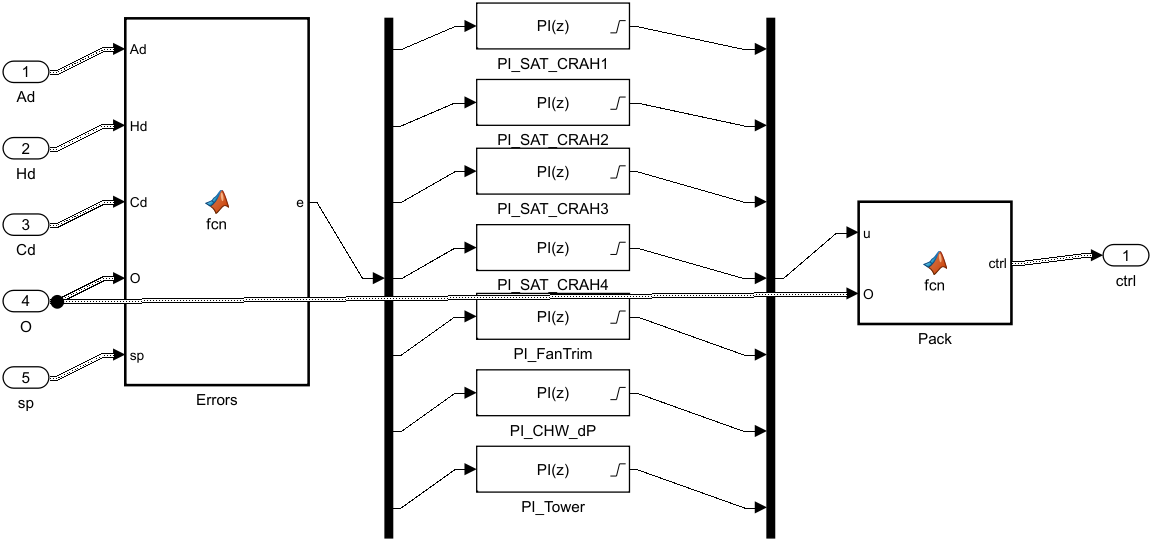 1
Ad
2
Hd
3
Cd
4
O
5
sp
Ad
Hd
Cd
O
sp
fcn
e
Errors
PI(z)
PI_SAT_CRAH1
PI(z)
PI_SAT_CRAH2
PI(z)
PI_SAT_CRAH3
PI(z)
PI_SAT_CRAH4
PI(z)
PI_FanTrim
PI(z)
PI_CHW_dP
PI(z)
PI_Tower
u
O
fcn
ctrl
Pack
1
ctrl